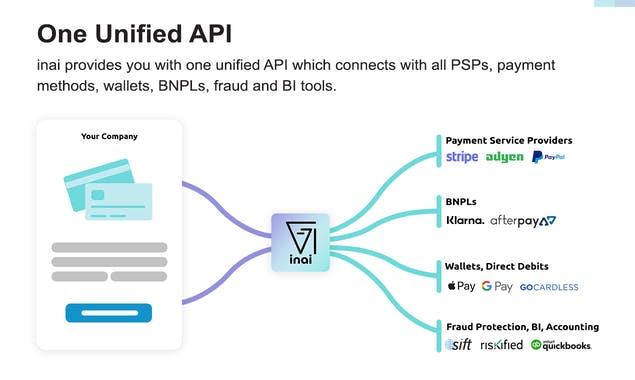 One Unified API
inai provides you with one unified API which connects with all PSPs, payment
methods, wallets, BNPLs, fraud and BI tools.
Your Company
inai
Payment Service Providers
stripe adyen PayPal
BNPLs
Klarna. afterpay
Wallets, Direct Debits
Pay G Pay GOCARDLESS
Fraud Protection, BI, Accounting
sift riskified intuit quickbooks.